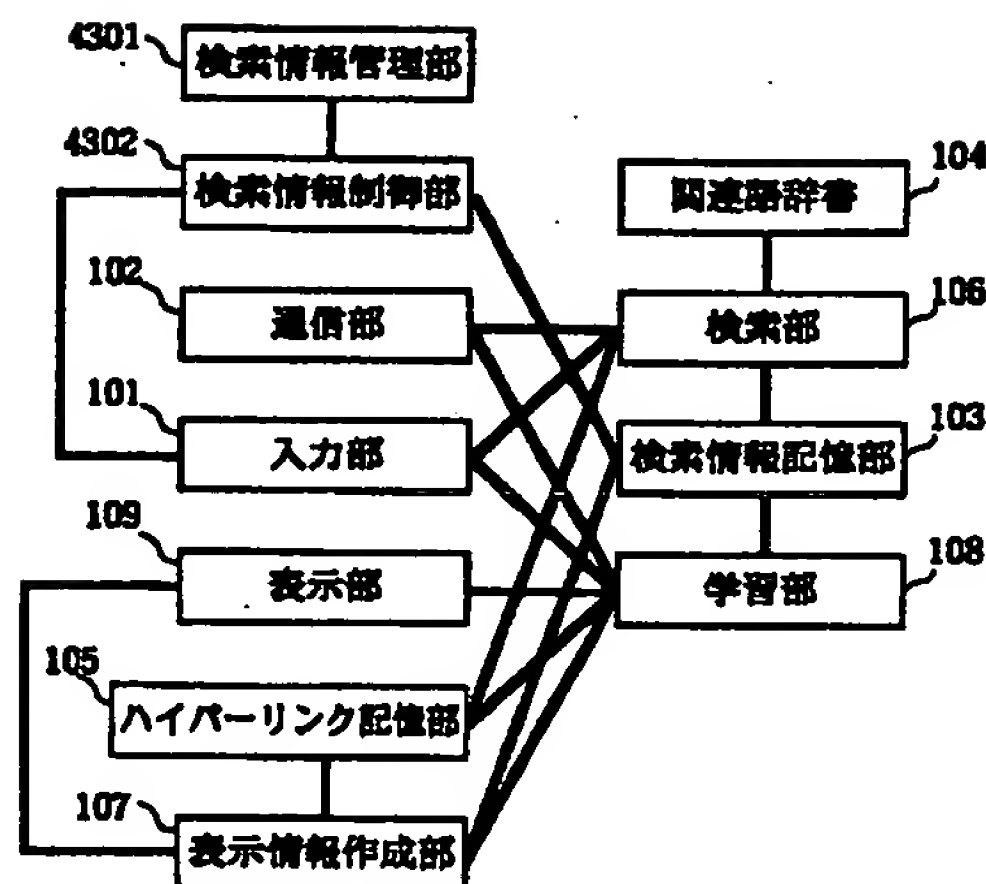 4301
検索情報管理部
4302
検索情報制御部
104
関連語辞書
102
通信部
106
検索部
101
入力部
103
検索情報記憶部
109
表示部
108
学習部
105
ハイパーリンク記憶部
107
表示情報作成部